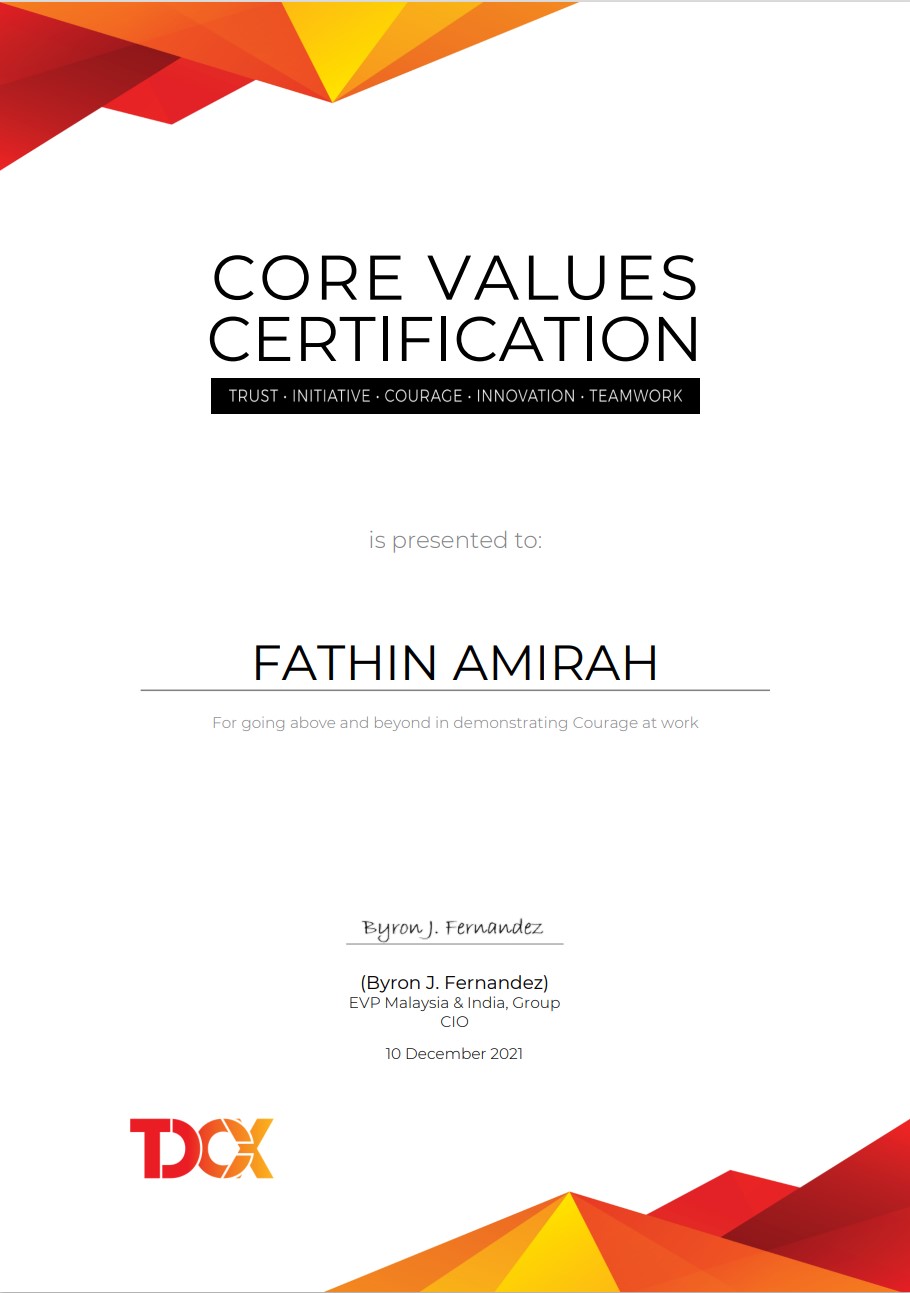 CORE VALUES
CERTIFICATION
TRUST · INITIATIVE · COURAGE · INNOVATION · TEAMWORK
is presented to:
FATHIN AMIRAH
For going above and beyond in demonstrating Courage at work
Byron J. Fernandez
(Byron J. Fernandez)
EVP Malaysia & India, Group
CIO
10 December 2021
TDCX